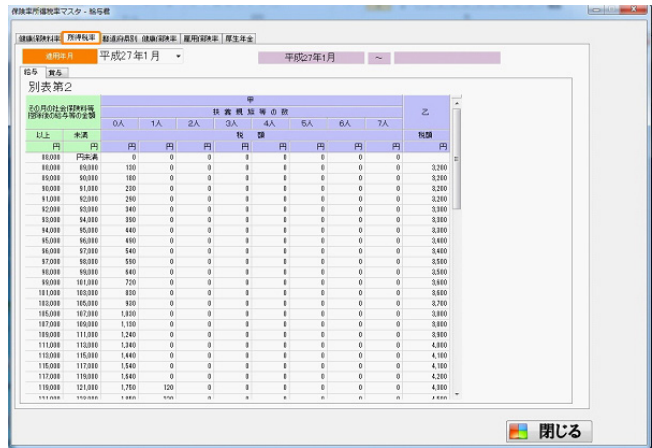 保険率所得税率マスタ - 給与君
健康保険料率 所得税率 都道府県別 健康保険率 雇用保険率 厚生年金
適用年月 平成27年1月 平成27年1月 ～
給与 賞与
別表第2
その月の社会保険料等 甲
控除後の給与等の金額 扶養親族等の数 乙
0人 1人 2人 3人 4人 5人 6人 7人
以上 未満 税 額 税額
円 円 円 円 円 円 円 円 円 円 円
88,000 円未満 0 0 0 0 0 0 0 0
88,000 89,000 130 0 0 0 0 0 0 0 3,200
89,000 90,000 180 0 0 0 0 0 0 0 3,200
90,000 91,000 230 0 0 0 0 0 0 0 3,200
91,000 92,000 290 0 0 0 0 0 0 0 3,200
92,000 93,000 340 0 0 0 0 0 0 0 3,300
93,000 94,000 390 0 0 0 0 0 0 0 3,300
94,000 95,000 440 0 0 0 0 0 0 0 3,300
95,000 96,000 490 0 0 0 0 0 0 0 3,400
96,000 97,000 540 0 0 0 0 0 0 0 3,400
97,000 98,000 590 0 0 0 0 0 0 0 3,500
98,000 99,000 640 0 0 0 0 0 0 0 3,500
99,000 101,000 720 0 0 0 0 0 0 0 3,600
101,000 103,000 830 0 0 0 0 0 0 0 3,600
103,000 105,000 930 0 0 0 0 0 0 0 3,700
105,000 107,000 1,030 0 0 0 0 0 0 0 3,800
107,000 109,000 1,130 0 0 0 0 0 0 0 3,800
109,000 111,000 1,240 0 0 0 0 0 0 0 3,900
111,000 113,000 1,340 0 0 0 0 0 0 0 4,000
113,000 115,000 1,440 0 0 0 0 0 0 0 4,100
115,000 117,000 1,540 0 0 0 0 0 0 0 4,100
117,000 119,000 1,640 0 0 0 0 0 0 0 4,200
119,000 121,000 1,750 120 0 0 0 0 0 0 4,300
閉じる